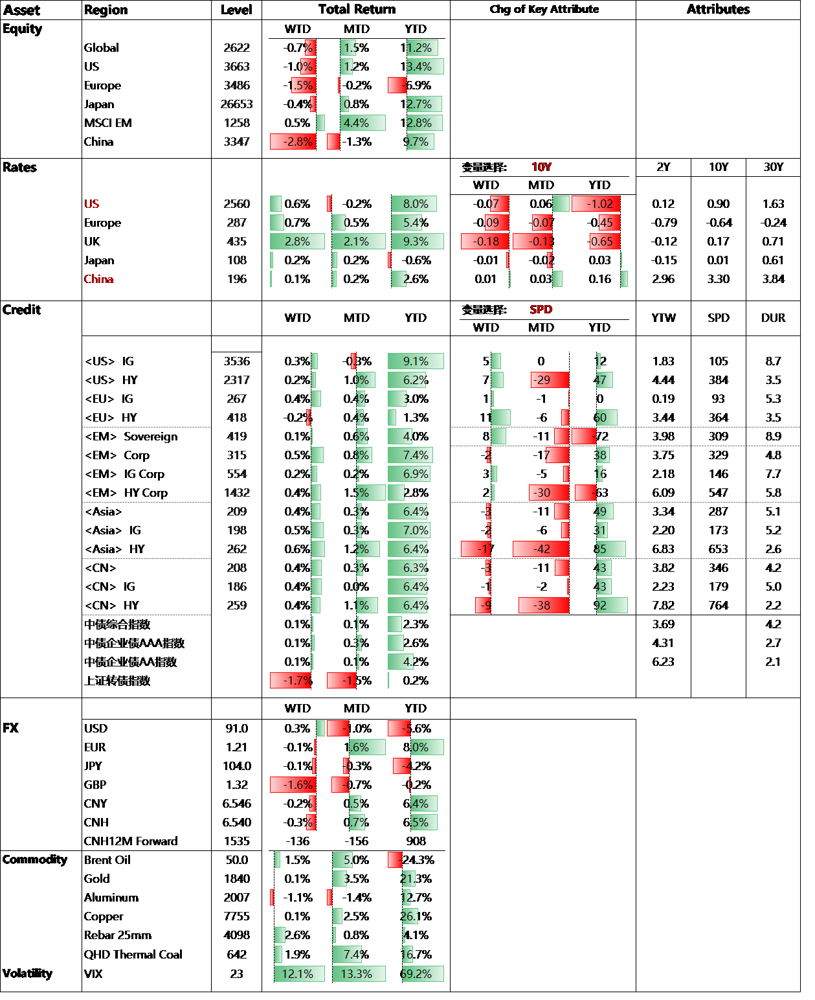 Asset Region Level Total Return Chg of Key Attribute Attributes
Equity WTD MTD YTD
Global 2622 -0.7% 1.5% 11.2%
US 3663 -1.0% 1.2% 13.4%
Europe 3486 -1.5% -0.2% -6.9%
Japan 26653 -0.4% 0.8% 12.7%
MSCI EM 1258 0.5% 4.4% 12.8%
China 3347 -2.8% -1.3% 9.7%
Rates 变量选择: 10Y 2Y 10Y 30Y
WTD MTD YTD
US 2560 0.6% -0.2% 8.0% -0.07 0.06 -1.02 0.12 0.90 1.63
Europe 287 0.7% 0.5% 5.4% -0.09 -0.07 -0.45 -0.79 -0.64 -0.24
UK 435 2.8% 2.1% 9.3% -0.18 -0.13 -0.65 -0.12 0.17 0.71
Japan 108 0.2% 0.2% -0.6% -0.01 -0.02 0.03 -0.15 0.01 0.61
China 196 0.1% 0.2% 2.6% 0.01 0.03 0.16 2.96 3.30 3.84
Credit 变量选择: SPD
WTD MTD YTD YTW SPD DUR
WTD MTD YTD
<US> IG 3536 0.3% -0.3% 9.1% 5 0 12 1.83 105 8.7
<US> HY 2317 0.2% 1.0% 6.2% 7 -29 47 4.44 384 3.5
<EU> IG 267 0.4% 0.4% 3.0% 1 -1 0 0.19 93 5.3
<EU> HY 418 -0.2% 0.4% 1.3% 11 -6 60 3.44 364 3.5
<EM> Sovereign 419 0.1% 0.6% 4.0% 8 -11 -72 3.98 309 8.9
<EM> Corp 315 0.5% 0.8% 7.4% -2 -17 38 3.75 329 4.8
<EM> IG Corp 554 0.2% 0.2% 6.9% 3 -5 16 2.18 146 7.7
<EM> HY Corp 1432 0.4% 1.5% 2.8% 2 -30 -63 6.09 547 5.8
<Asia> 209 0.4% 0.3% 6.4% -3 -11 49 3.34 287 5.1
<Asia> IG 198 0.5% 0.3% 7.0% -2 -6 31 2.20 173 5.2
<Asia> HY 262 0.6% 1.2% 6.4% -17 -42 85 6.83 653 2.6
<CN> 208 0.4% 0.3% 6.3% -3 -11 43 3.82 346 4.2
<CN> IG 186 0.4% 0.0% 6.4% -1 -2 43 2.23 179 5.0
<CN> HY 259 0.4% 1.1% 6.4% -9 -38 92 7.82 764 2.2
中债综合指数 0.1% 0.1% 2.3% 3.69 4.2
中债企业债AAA指数 0.1% 0.3% 2.6% 4.31 2.7
中债企业债AA指数 0.1% 0.1% 4.2% 6.23 2.1
上证转债指数 -1.7% -1.5% 0.2%
WTD MTD YTD
FX USD 91.0 0.3% -1.0% -5.6%
EUR 1.21 -0.1% 1.6% 8.0%
JPY 104.0 -0.1% -0.3% -4.2%
GBP 1.32 -1.6% -0.7% -0.2%
CNY 6.546 -0.2% 0.5% 6.4%
CNH 6.540 -0.3% 0.7% 6.5%
CNH12M Forward 1535 -136 -156 908
Commodity Brent Oil 50.0 1.5% 5.0% -24.3%
Gold 1840 0.1% 3.5% 21.3%
Aluminum 2007 -1.1% -1.4% 12.7%
Copper 7755 0.1% 2.5% 26.1%
Rebar 25mm 4098 2.6% 0.8% 4.1%
QHD Thermal Coal 642 1.9% 7.4% 16.7%
Volatility VIX 23 12.1% 13.3% 69.2%